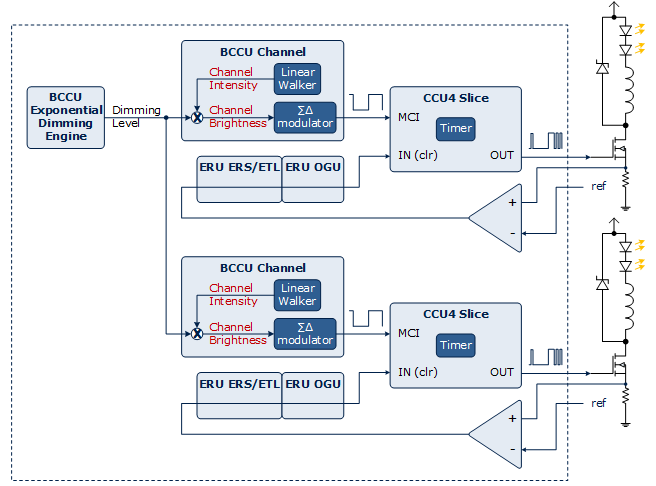 BCCU
Exponential
Dimming
Engine
Dimming
Level
BCCU Channel
Channel
Intensity
Linear
Walker
Channel
Brightness
ΣΔ
modulator
CCU4 Slice
MCI
Timer
IN (clr)
OUT
ERU ERS/ETL
ERU OGU
+
-
ref
BCCU Channel
Channel
Intensity
Linear
Walker
Channel
Brightness
ΣΔ
modulator
CCU4 Slice
MCI
Timer
IN (clr)
OUT
ERU ERS/ETL
ERU OGU
+
-
ref